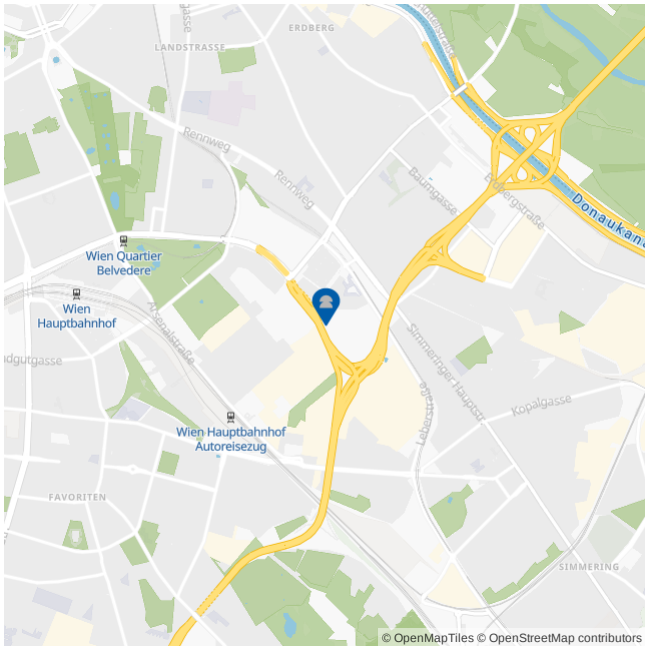 ERDBERG
LANDSTRASSE
Rennweg
Rennweg
Baumgasse
Erdbergstraße
Donaukana
Wien Quartier
Belvedere
Wien
Hauptbahnhof
Arsenalstraße
Simmeringer Hauptstr.
Leberstraße
Kopalgasse
Wien Hauptbahnhof
Autoreisezug
FAVORITEN
SIMMERING
© OpenMapTiles © OpenStreetMap contributors